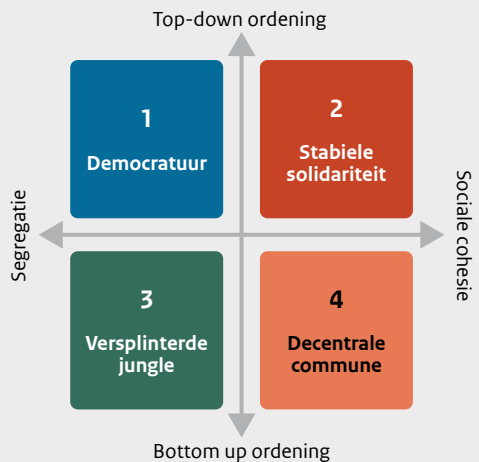 Top-down ordening
1
Democratuur
2
Stabiele
solidariteit
Segregatie
Sociale cohesie
3
Versplinterde
jungle
4
Decentrale
commune
Bottom up ordening